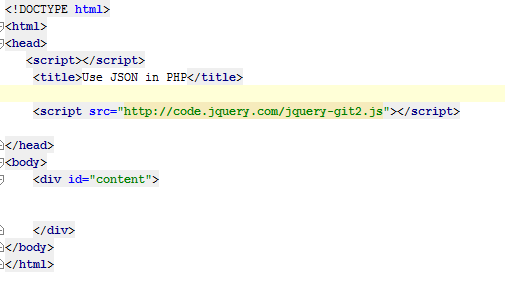 <!DOCTYPE html>
<html>
<head>
<script></script>
<title>Use JSON in PHP</title>
<script src="http://code.jquery.com/jquery-git2.js"></script>
</head>
<body>
<div id="content">
</div>
</body>
</html>